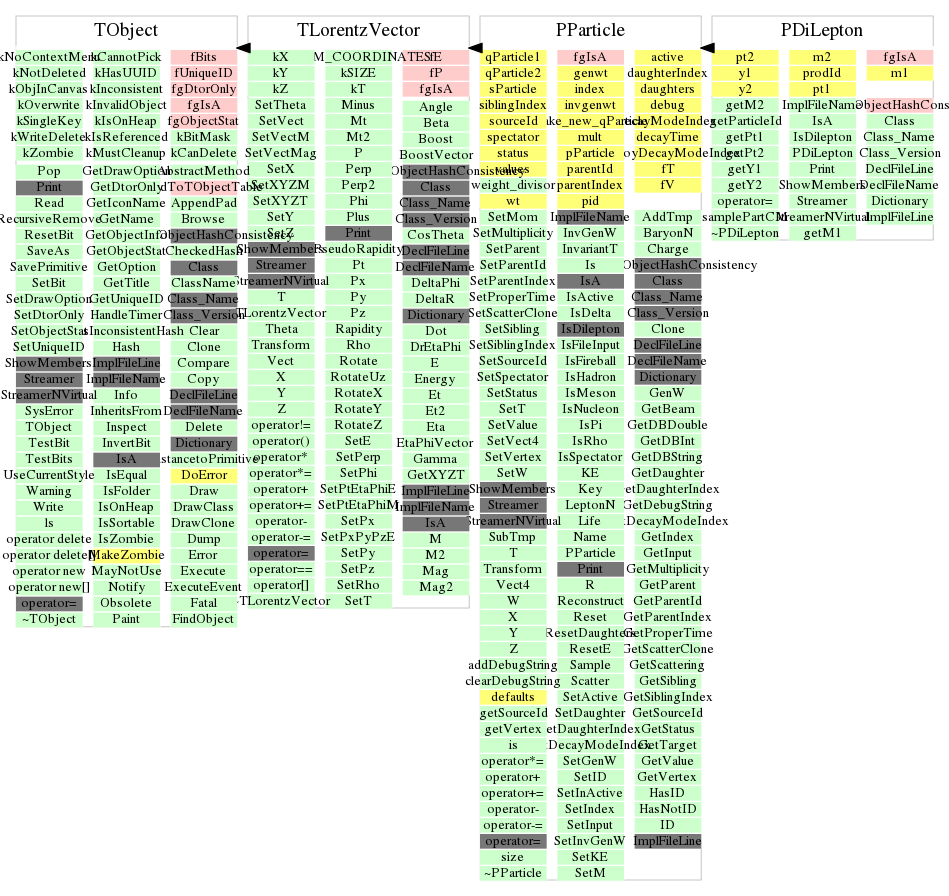 TObject
kNoContextMenu
kNotDeleted
kObjInCanvas
kOverwrite
kSingleKey
kWriteDelete
kZombie
Pop
Print
Read
RecursiveRemove
ResetBit
SaveAs
SavePrimitive
SetBit
SetDrawOption
SetDtorOnly
SetObjectStat
SetUniqueID
ShowMembers
Streamer
StreamerNVirtual
SysError
TObject
TestBit
TestBits
UseCurrentStyle
Warning
Write
ls
operator delete
operator delete[]
operator new
operator new[]
operator=
~TObject
kCannotPick
kHasUUID
kInconsistent
kInvalidObject
kIsOnHeap
kIsReferenced
kMustCleanup
GetDrawOption
GetDtorOnly
GetIconName
GetName
GetObjectInfo
GetObjectStat
GetOption
GetTitle
GetUniqueID
HandleTimer
sInconsistentHash
Hash
ImplFileLine
ImplFileName
Info
InheritsFrom
Inspect
InvertBit
IsA
IsEqual
IsFolder
IsOnHeap
IsSortable
IsZombie
MakeZombie
MayNotUse
Notify
Obsolete
Paint
fBits
fUniqueID
fgDtorOnly
fgIsA
fgObjectStat
kBitMask
kCanDelete
AbstractMethod
ToTObjectTable
AppendPad
Browse
ObjectHashConsistency
CheckedHash
Class
ClassName
Class_Name
Class_Version
Clear
Clone
Compare
Copy
DeclFileLine
DeclFileName
Delete
Dictionary
stancetoPrimitive
DoError
Draw
DrawClass
DrawClone
Dump
Error
Execute
ExecuteEvent
Fatal
FindObject
TLorentzVector
kX
kY
kZ
SetTheta
SetVect
SetVectM
SetVectMag
SetX
SetXYZM
SetXYZT
SetY
SetZ
ShowMembers
Streamer
treamerNVirtual
T
TLorentzVector
Theta
Transform
Vect
X
Y
Z
operator!=
operator()
operator*
operator*=
operator+
operator+=
operator-
operator-=
operator=
operator==
operator[]
~TLorentzVector
M_COORDINATES
kSIZE
kT
Minus
Mt
Mt2
P
Perp
Perp2
Phi
Plus
Print
PseudoRapidity
Pt
Px
Py
Pz
Rapidity
Rho
Rotate
RotateUz
RotateX
RotateY
RotateZ
SetE
SetPerp
SetPhi
SetPtEtaPhiE
SetPtEtaPhiM
SetPx
SetPxPyPzE
SetPy
SetPz
SetRho
SetT
fE
fP
fgIsA
Angle
Beta
Boost
BoostVector
ObjectHashConsistency
Class
Class_Name
Class_Version
CosTheta
DeclFileLine
DeclFileName
DeltaPhi
DeltaR
Dictionary
Dot
DrEtaPhi
E
Energy
Et
Et2
Eta
EtaPhiVector
Gamma
GetXYZT
ImplFileLine
ImplFileName
IsA
M
M2
Mag
Mag2
PParticle
qParticle1
qParticle2
sParticle
siblingIndex
sourceId
spectator
status
values
weight_divisor
wt
SetMom
SetMultiplicity
SetParent
SetParentId
SetParentIndex
SetProperTime
SetScatterClone
SetSibling
SetSiblingIndex
SetSourceId
SetSpectator
SetStatus
SetT
SetValue
SetVect4
SetVertex
SetW
ShowMembers
Streamer
StreamerNVirtual
SubTmp
T
Transform
Vect4
W
X
Y
Z
addDebugString
clearDebugString
defaults
getSourceId
getVertex
is
operator*=
operator+
operator+=
operator-
operator-=
operator=
size
~PParticle
fgIsA
genwt
index
invgenwt
ke_new_qParticle
mult
pParticle
parentId
parentIndex
pid
ImplFileName
InvGenW
InvariantT
Is
IsA
IsActive
IsDelta
IsDilepton
IsFileInput
IsFireball
IsHadron
IsMeson
IsNucleon
IsPi
IsRho
IsSpectator
KE
Key
LeptonN
Life
Name
PParticle
Print
R
Reconstruct
Reset
ResetDaughters
ResetE
Sample
Scatter
SetActive
SetDaughter
etDaughterIndex
DecayModeIndex
SetGenW
SetID
SetInActive
SetIndex
SetInput
SetInvGenW
SetKE
SetM
active
daughterIndex
daughters
debug
decayModeIndex
decayTime
oyDecayModeIndex
fT
fV
AddTmp
BaryonN
Charge
ObjectHashConsistency
Class
Class_Name
Class_Version
Clone
DeclFileLine
DeclFileName
Dictionary
GenW
GetBeam
GetDBDouble
GetDBInt
GetDBString
GetDaughter
etDaughterIndex
GetDebugString
DecayModeIndex
GetIndex
GetInput
GetMultiplicity
GetParent
GetParentId
GetParentIndex
GetProperTime
GetScatterClone
GetScattering
GetSibling
GetSiblingIndex
GetSourceId
GetStatus
GetTarget
GetValue
GetVertex
HasID
HasNotID
ID
ImplFileLine
PDiLepton
pt2
y1
y2
getM2
getParticleId
getPt1
getPt2
getY1
getY2
operator=
samplePartCM
~PDiLepton
m2
prodId
pt1
ImplFileName
IsA
IsDilepton
PDiLepton
Print
ShowMembers
Streamer
treamerNVirtual
getM1
fgIsA
m1
ObjectHashCons
Class
Class_Name
Class_Version
DeclFileLine
DeclFileName
Dictionary
ImplFileLine